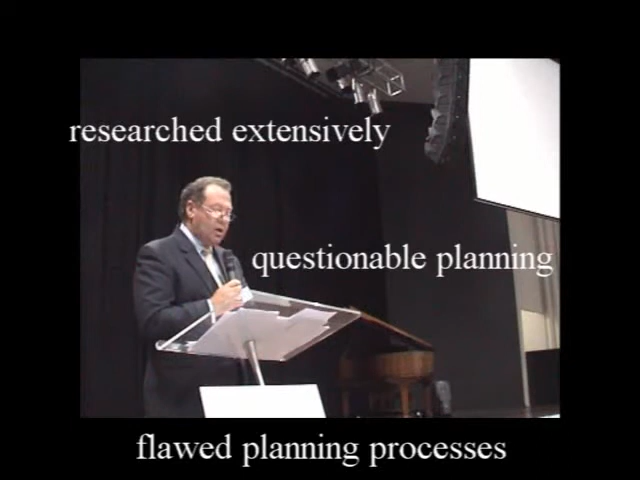 researched extensively
questionable planning
flawed planning processes